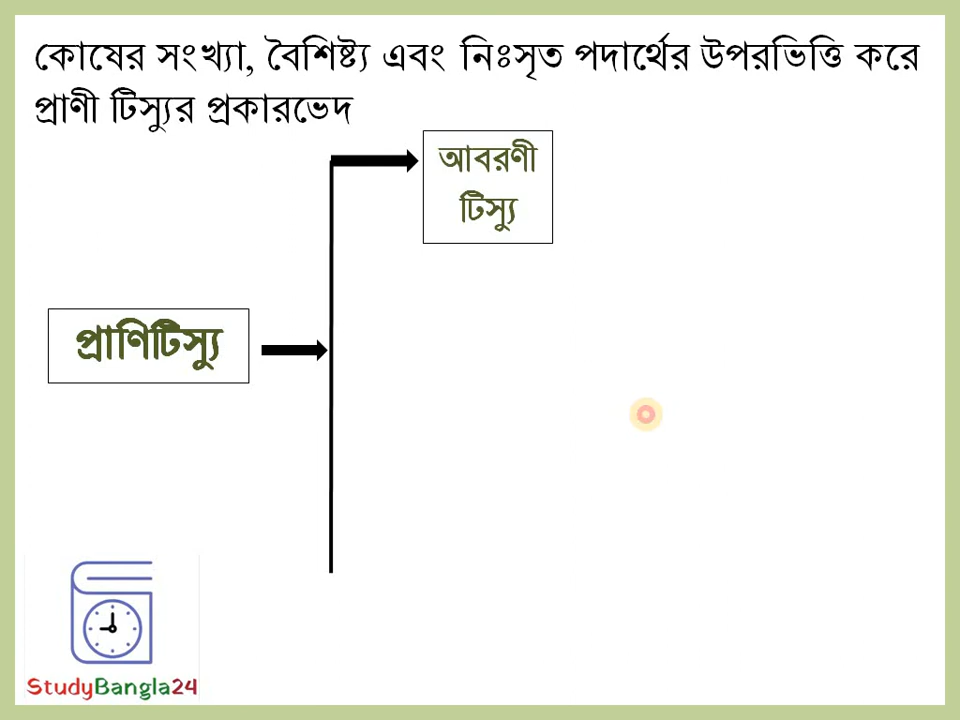 কোষের সংখ্যা, বৈশিষ্ট্য এবং নিঃসৃত পদার্থের উপরভিত্তি করে
প্রাণী টিস্যুর প্রকারভেদ
আবরণী
টিস্যু
প্রাণিটিস্যু
StudyBangla24